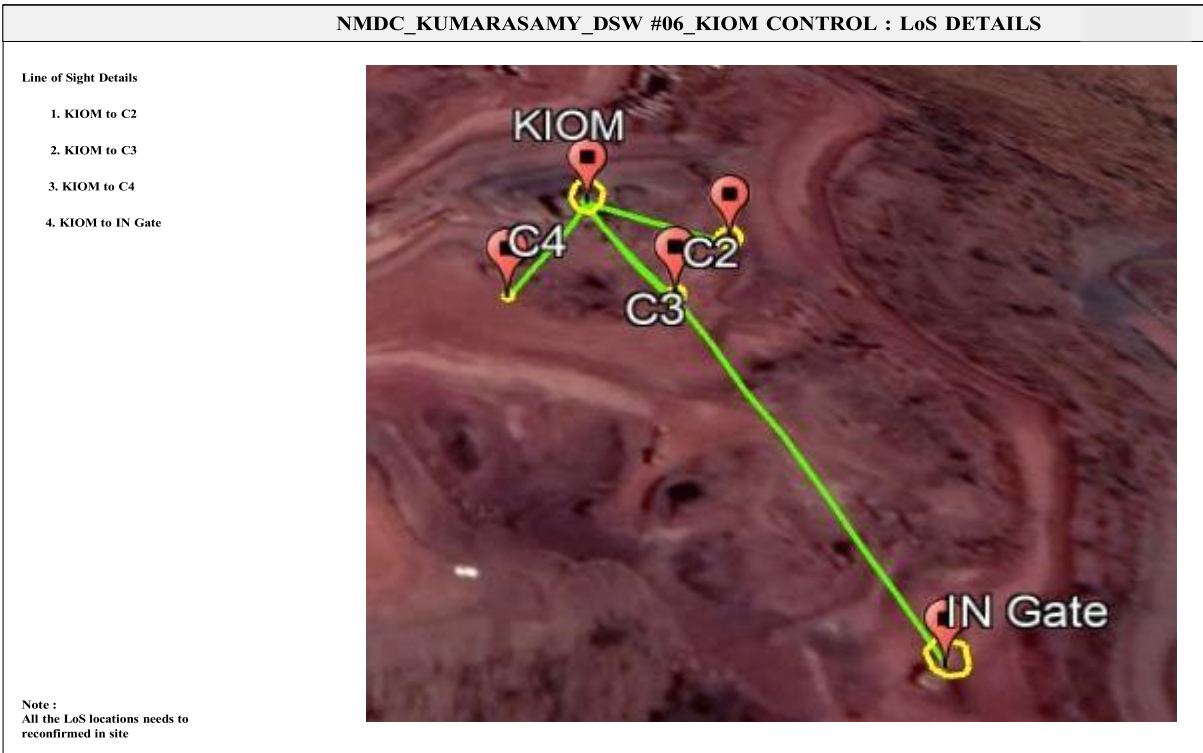 NMDC_KUMARASAMY_DSW #06_KIOM CONTROL : LoS DETAILS
Line of Sight Details
1. KIOM to C2
2. KIOM to C3
3. KIOM to C4
4. KIOM to IN Gate
KIOM
C4
C2
C3
IN Gate
Note :
All the LoS locations needs to
reconfirmed in site